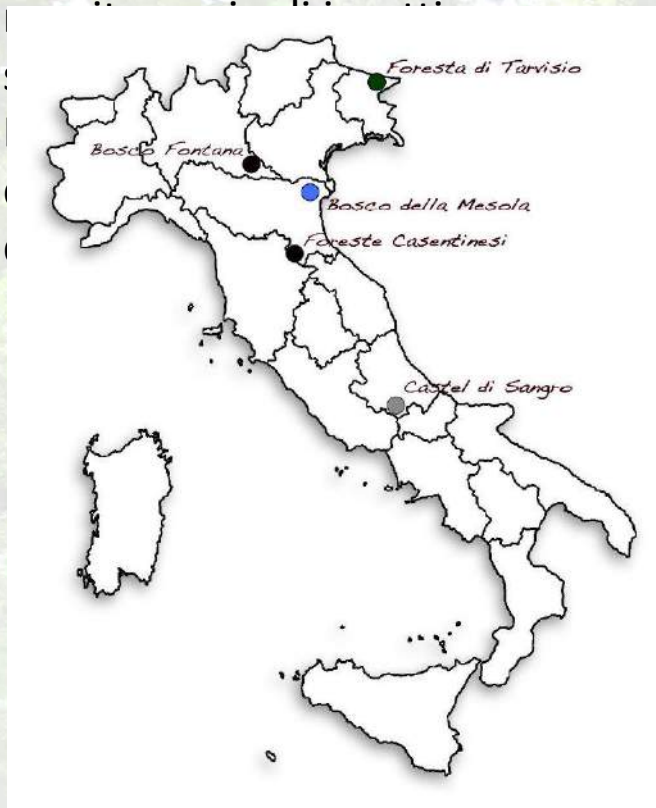 Foresta di Tarvisio
Bosco Fontana
Bosco della Mesola
Foreste Casentinesi
Castel di Sangro